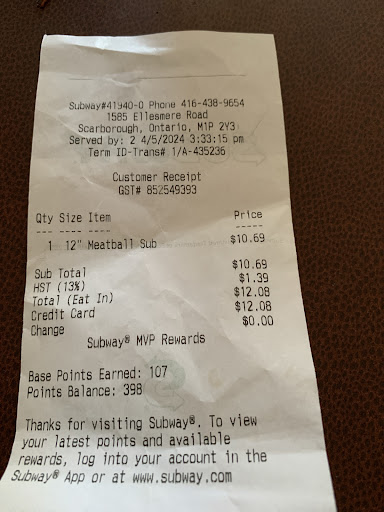 Subway#41940-0 Phone 416-438-9654
1585 Ellesmere Road
Scarborough, Ontario, M1P 2Y3
Served by: 2 4/5/2024 3:33:15 pm
Term ID-Trans# 1/A-435236
Customer Receipt
GST# 852549393
Qty Size Item Price
--- ---- ---- -----
1 12" Meatball Sub $10.69
Sub Total $10.69
HST (13%) $1.39
Total (Eat In) $12.08
Credit Card $12.08
Change $0.00
Subway® MVP Rewards
Base Points Earned: 107
Points Balance: 398
Thanks for visiting Subway®. To view
your latest points and available
rewards, log into your account in the
Subway® App or at www.subway.com